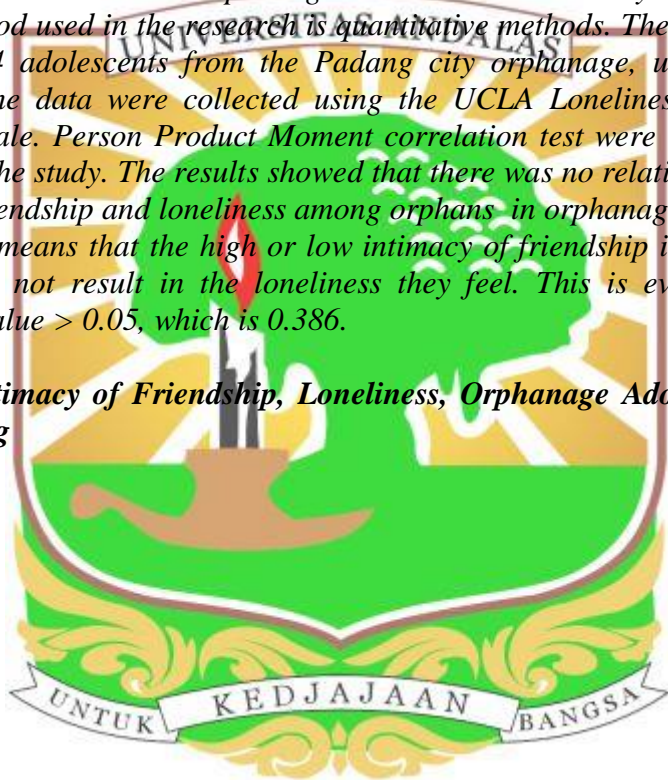 od used in the research is quantitative methods. The
UNIVERSITAS ANDALAS
4 adolescents from the Padang city orphanage, u
ne data were collected using the UCLA Lonelines
ale. Person Product Moment correlation test were
he study. The results showed that there was no relati
endship and loneliness among orphans in orphanag
means that the high or low intimacy of friendship i
not result in the loneliness they feel. This is ev
alue > 0.05, which is 0.386.
timacy of Friendship, Loneliness, Orphanage Ado
g
UNTUK KEDJAJAAN BANGSA